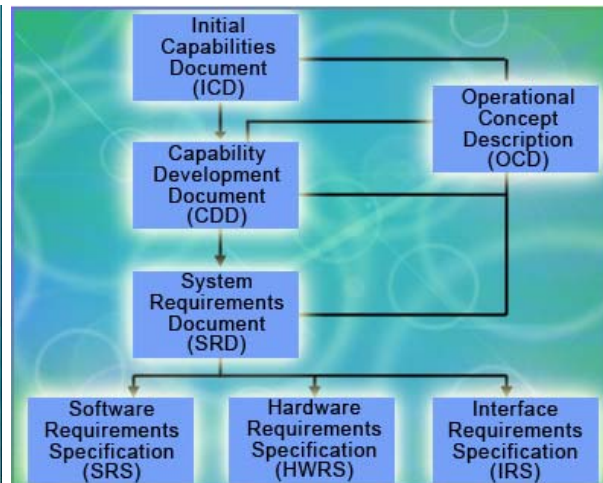 Initial
Capabilities
Document
(ICD)
Operational
Concept
Description
(OCD)
Capability
Development
Document
(CDD)
System
Requirements
Document
(SRD)
Software
Requirements
Specification
(SRS)
Hardware
Requirements
Specification
(HWRS)
Interface
Requirements
Specification
(IRS)